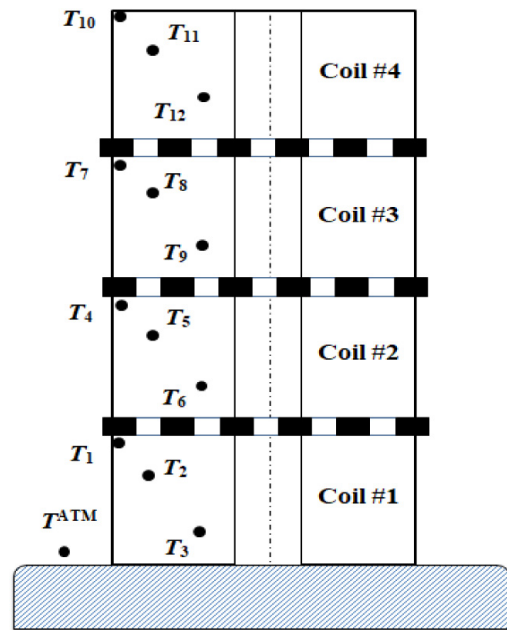 T10
T11
Coil #4
T12
T7
T8
Coil #3
T9
T4
T5
Coil #2
T6
T1
T2
Coil #1
TATM
T3